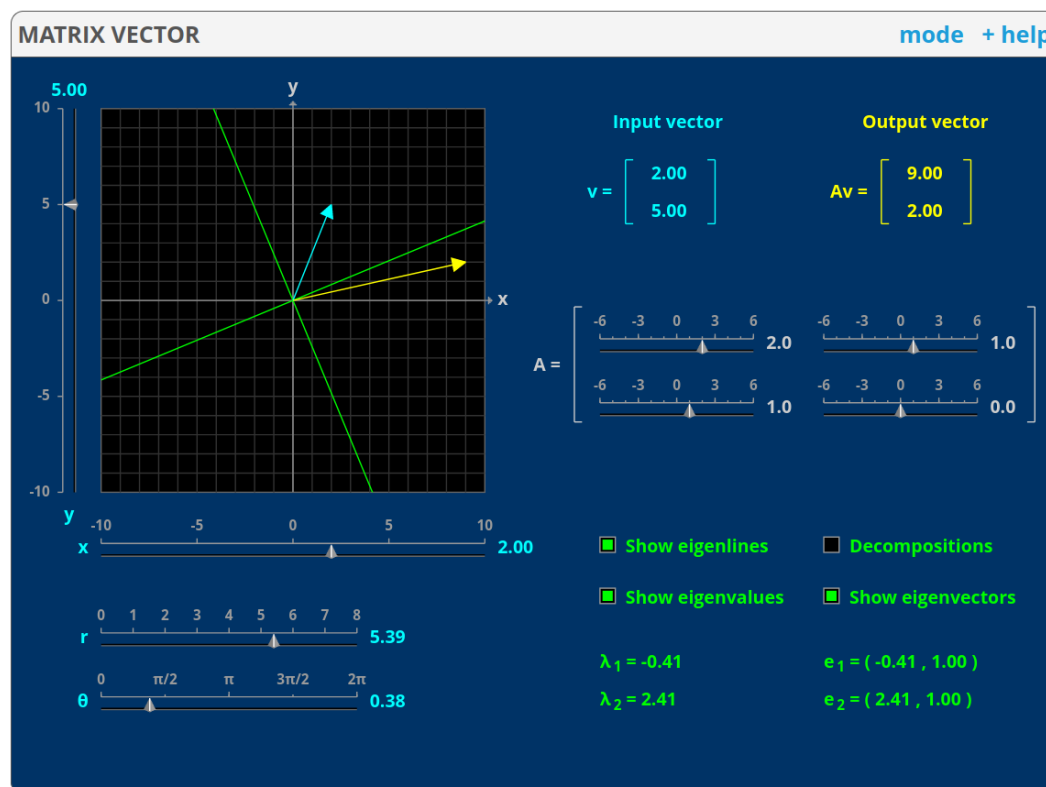 MATRIX VECTOR mode + help
5.00 y
10 5 0 -5 -10
x
y
-10 -5 0 5 10
x 2.00
Input vector Output vector
v = 2.00 5.00 Av = 9.00 2.00
A =
-6 -3 0 3 6 2.0 -6 -3 0 3 6 1.0
-6 -3 0 3 6 1.0 -6 -3 0 3 6 0.0
0 1 2 3 4 5 6 7 8
r 5.39
0 π/2 π 3π/2 2π
θ 0.38
Show eigenlines Decompositions
Show eigenvalues Show eigenvectors
λ1 = -0.41 e1 = ( -0.41 , 1.00 )
λ2 = 2.41 e2 = ( 2.41 , 1.00 )